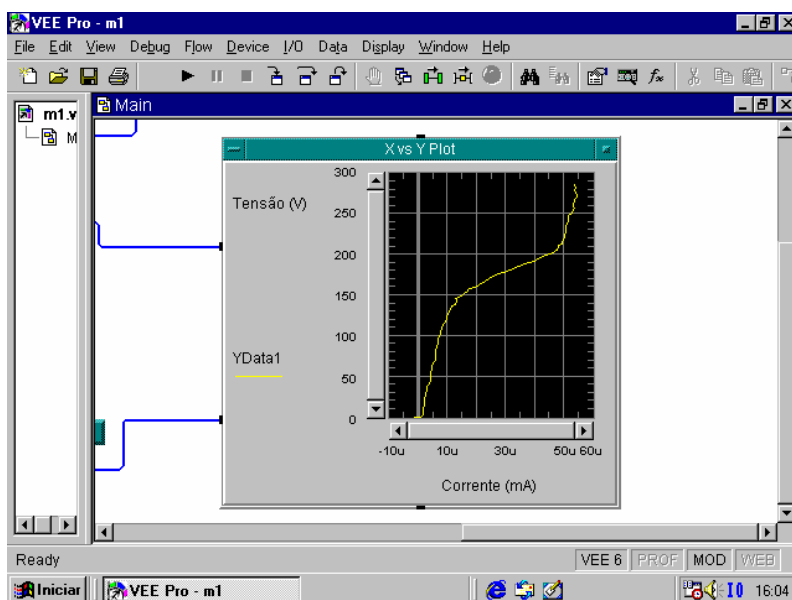 VEE Pro - m1
File Edit View Debug Flow Device I/O Data Display Window Help
m1.v
M
Main
X vs Y Plot
Tensão (V)
YData1
300
250
200
150
100
50
0
-10u 10u 30u 50u 60u
Corrente (mA)
Ready
VEE 6 PROF MOD WEB
Iniciar VEE Pro - m1 16:04